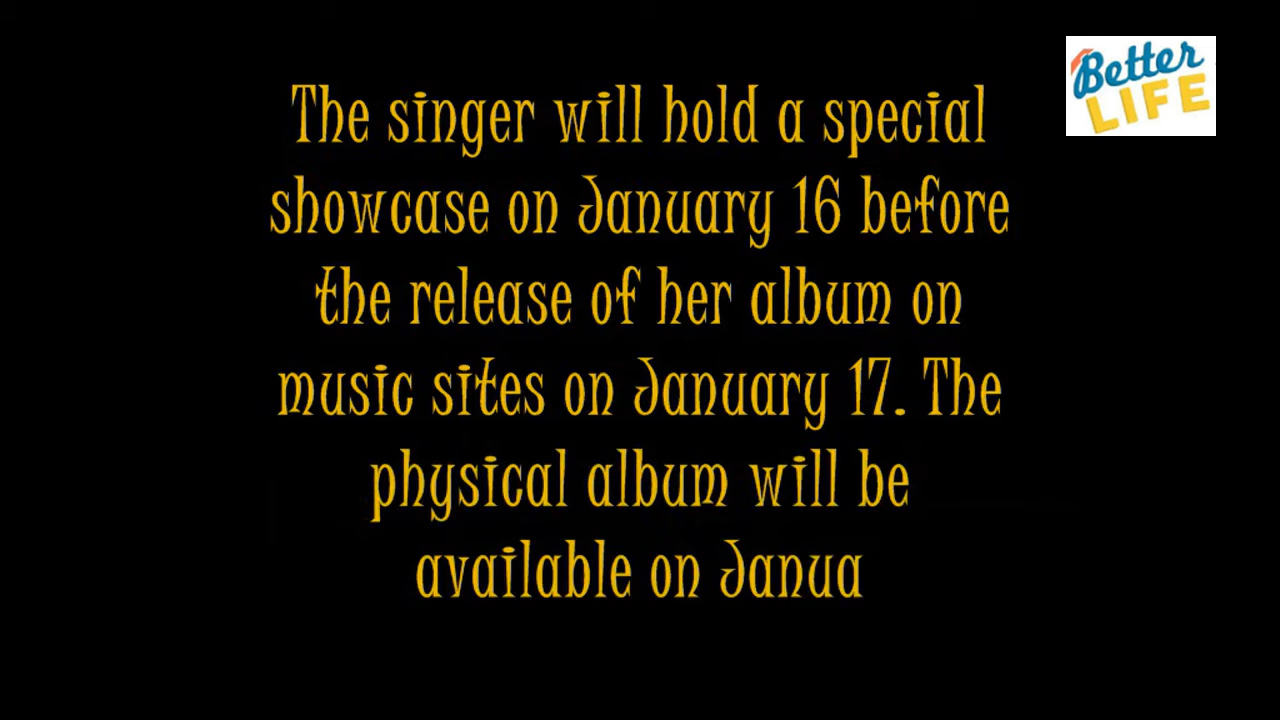 Better
LIFE
The singer will hold a special
showcase on January 16 before
the release of her album on
music sites on January 17. The
physical album will be
available on Janua